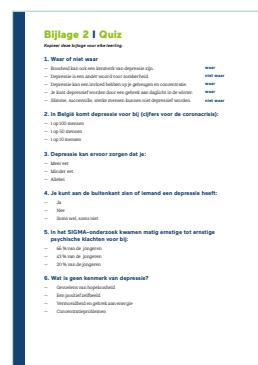 Bijlage 2 I Quiz
Kopieer deze bijlage voor elke leerling.
1. Waar of niet waar
— Boosheid kan ook een kenmerk van depressie zijn. waar
— Depressie is een ander woord voor somberheid. niet waar
— Depressie kan een invloed hebben op je geheugen en concentratie. waar
— Je kunt depressief worden door een gebrek aan daglicht in de winter. waar
— Slimme, succesvolle, sterke mensen kunnen niet depressief worden. niet waar
2. In België komt depressie voor bij (cijfers voor de coronacrisis):
— 1 op 100 mensen
— 1 op 50 mensen
— 1 op 10 mensen
3. Depressie kan ervoor zorgen dat je:
— Meer eet
— Minder eet
— Allebei
4. Je kunt aan de buitenkant zien of iemand een depressie heeft:
— Ja
— Nee
— Soms wel, soms niet
5. In het SIGMA-onderzoek kwamen matig ernstige tot ernstige
psychische klachten voor bij:
— 66 % van de jongeren
— 43 % van de jongeren
— 20 % van de jongeren
6. Wat is geen kenmerk van depressie?
— Gevoelens van hopeloosheid
— Een positief zelfbeeld
— Vermoeidheid en gebrek aan energie
— Concentratieproblemen